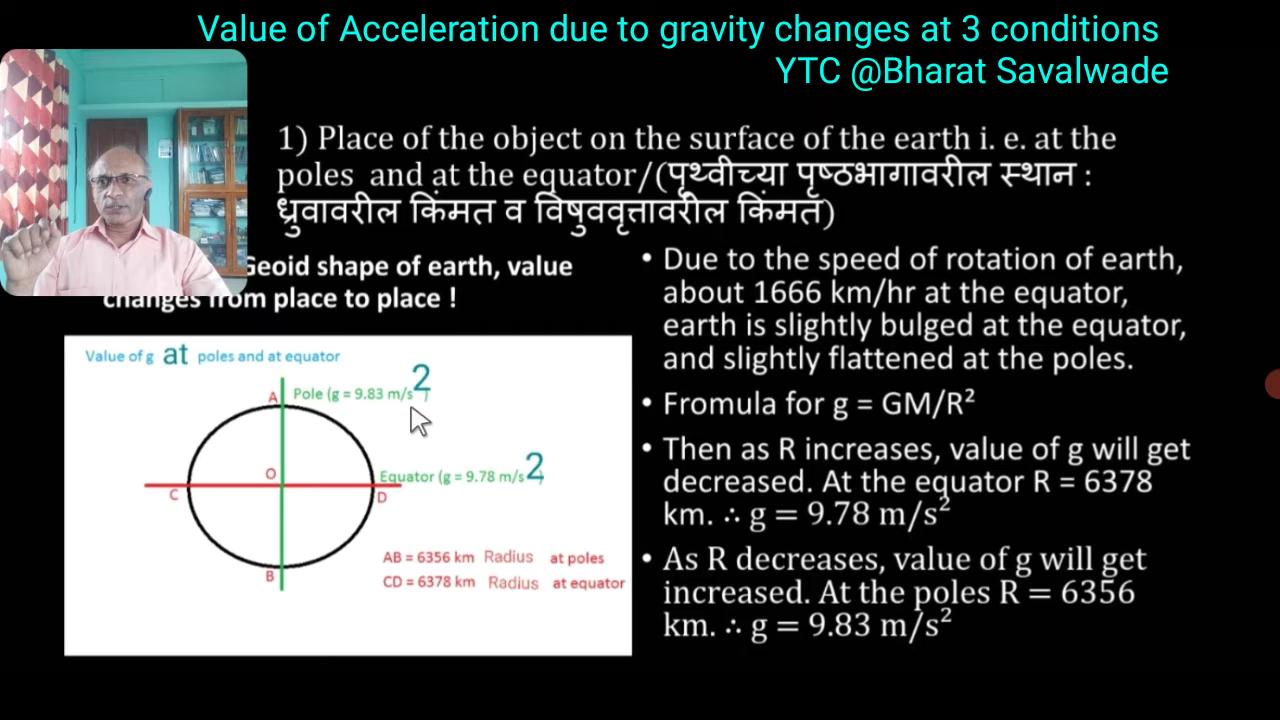 Value of Acceleration due to gravity changes at 3 conditions
YTC @Bharat Savalwade
1) Place of the object on the surface of the earth i. e. at the
poles and at the equator/(पृथ्वीच्या पृष्ठभागावरील स्थान :
ध्रुवावरील किंमत व विषुववृत्तावरील किंमत)
Geoid shape of earth, value
changes from place to place !
Value of g at poles and at equator
A Pole (g = 9.83 m/s2)
O Equator (g = 9.78 m/s2)
C D
AB = 6356 km Radius at poles
B CD = 6378 km Radius at equator
• Due to the speed of rotation of earth,
about 1666 km/hr at the equator,
earth is slightly bulged at the equator,
and slightly flattened at the poles.
• Fromula for g = GM/R²
• Then as R increases, value of g will get
decreased. At the equator R = 6378
km. ∴ g = 9.78 m/s²
• As R decreases, value of g will get
increased. At the poles R = 6356
km. ∴ g = 9.83 m/s²